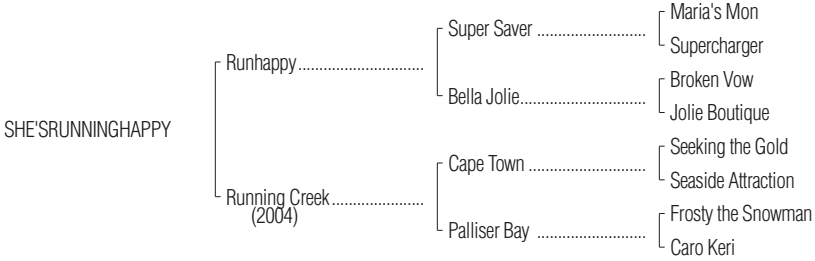 Maria's Mon
Super Saver ..........................
Supercharger
Runhappy..............................
Broken Vow
Bella Jolie..............................
Jolie Boutique
SHE'SRUNNINGHAPPY
Seeking the Gold
Cape Town ............................
Seaside Attraction
Running Creek......................
(2004)
Frosty the Snowman
Palliser Bay ..........................
Caro Keri